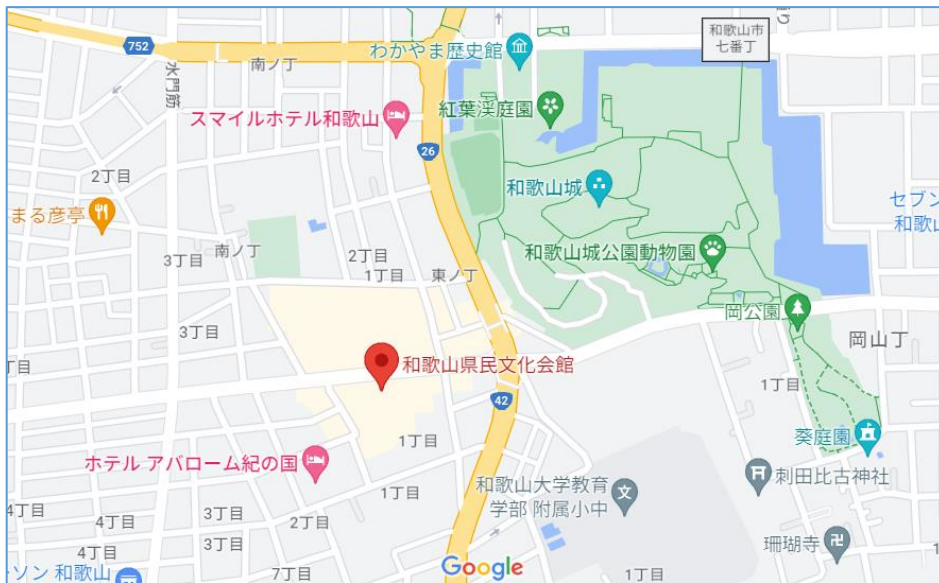 752
南ノ丁
水門筋
わかやま歴史館
和歌山市
七番丁
紅葉渓庭園
スマイルホテル和歌山
26
2丁目
和歌山城
セブン
和歌山
まる彦亭
南ノ丁
2丁目
3丁目
1丁目
東ノ丁
和歌山城公園動物園
岡公園
岡山丁
3丁目
3丁目
丁目
和歌山県民文化会館
1丁目
42
1丁目
葵庭園
ホテル アバローム紀の国
1丁目
和歌山大学教育
学部 附属小中
刺田比古神社
4丁目
3丁目
4丁目
2丁目
4丁目
3丁目
珊瑚寺
ーソン 和歌山
7丁目
Google
1丁目